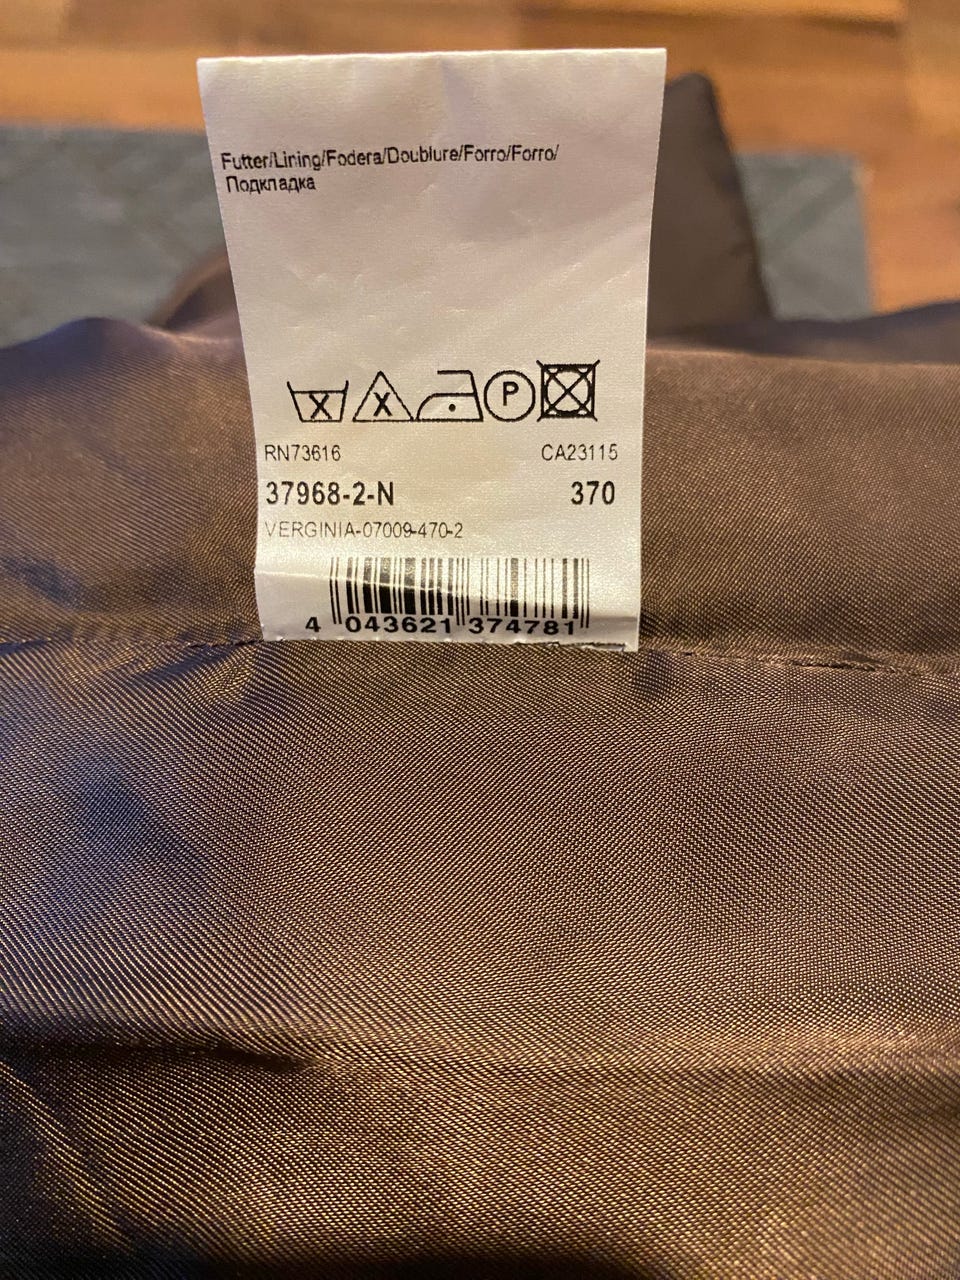 Futter/Lining/Fodera/Doublure/Forro/Forro/
Подкладка
X X P
RN73616 CA23115
37968-2-N 370
VERGINIA-07009-470-2
4 043621 374781